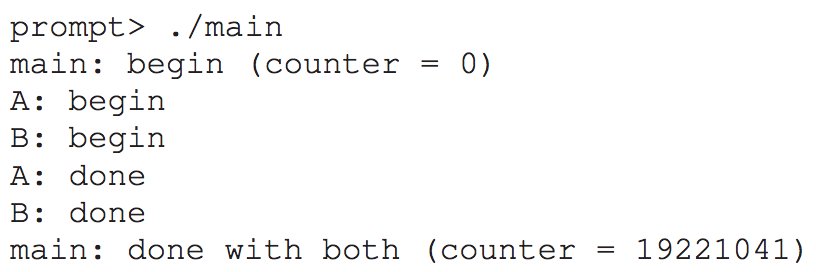 prompt> ./main
main: begin (counter = 0)
A: begin
B: begin
A: done
B: done
main: done with both (counter = 19221041)